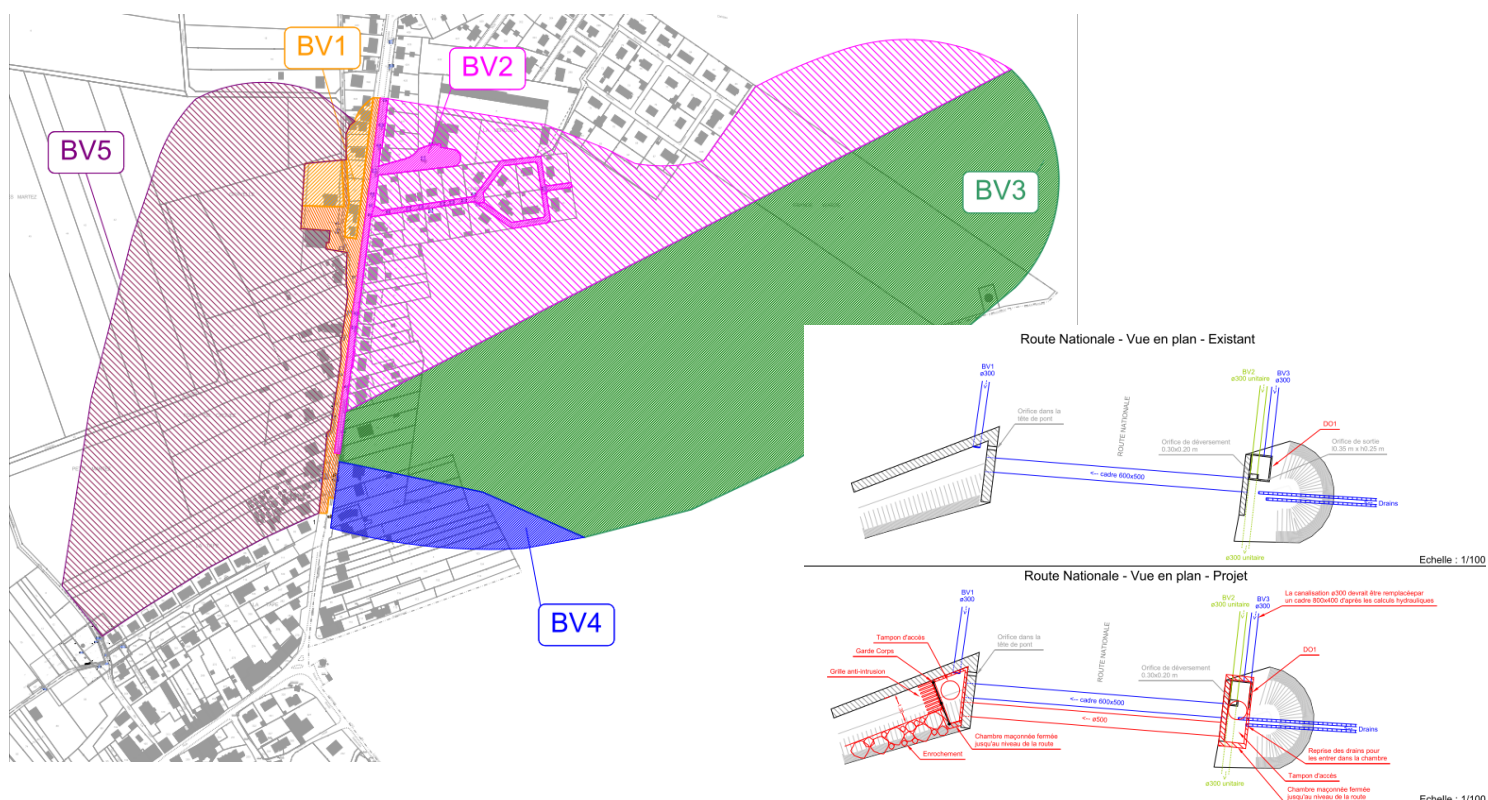 BV1
BV2
BV5
BV3
BV4
Route Nationale - Vue en plan - Existant
BV1
ø300
Orifice dans la
tête de pont
ROUTE NATIONALE
BV2
ø300 unitaire
BV3
ø300
DO1
Orifice de déversement
0.30x0.20 m
Orifice de sortie
l0.35 m x h0.25 m
<-- cadre 600x500
Drains
ø300 unitaire
Echelle : 1/100
Route Nationale - Vue en plan - Projet
La canalisation ø300 devrait être remplacéepar
un cadre 800x400 d'après les calculs hydrauliques
BV1
ø300
BV2
ø300 unitaire
BV3
ø300
Tampon d'accès
Garde Corps
Grille anti-intrusion
Orifice dans la
tête de pont
ROUTE NATIONALE
DO1
Orifice de déversement
0.30x0.20 m
<-- cadre 600x500
<-- ø500
Drains
Chambre maçonnée fermée
jusqu'au niveau de la route
Enrochement
Reprise des drains pour
les entrer dans la chambre
Tampon d'accès
ø300 unitaire
Chambre maçonnée fermée
jusqu'au niveau de la route
Echelle : 1/100